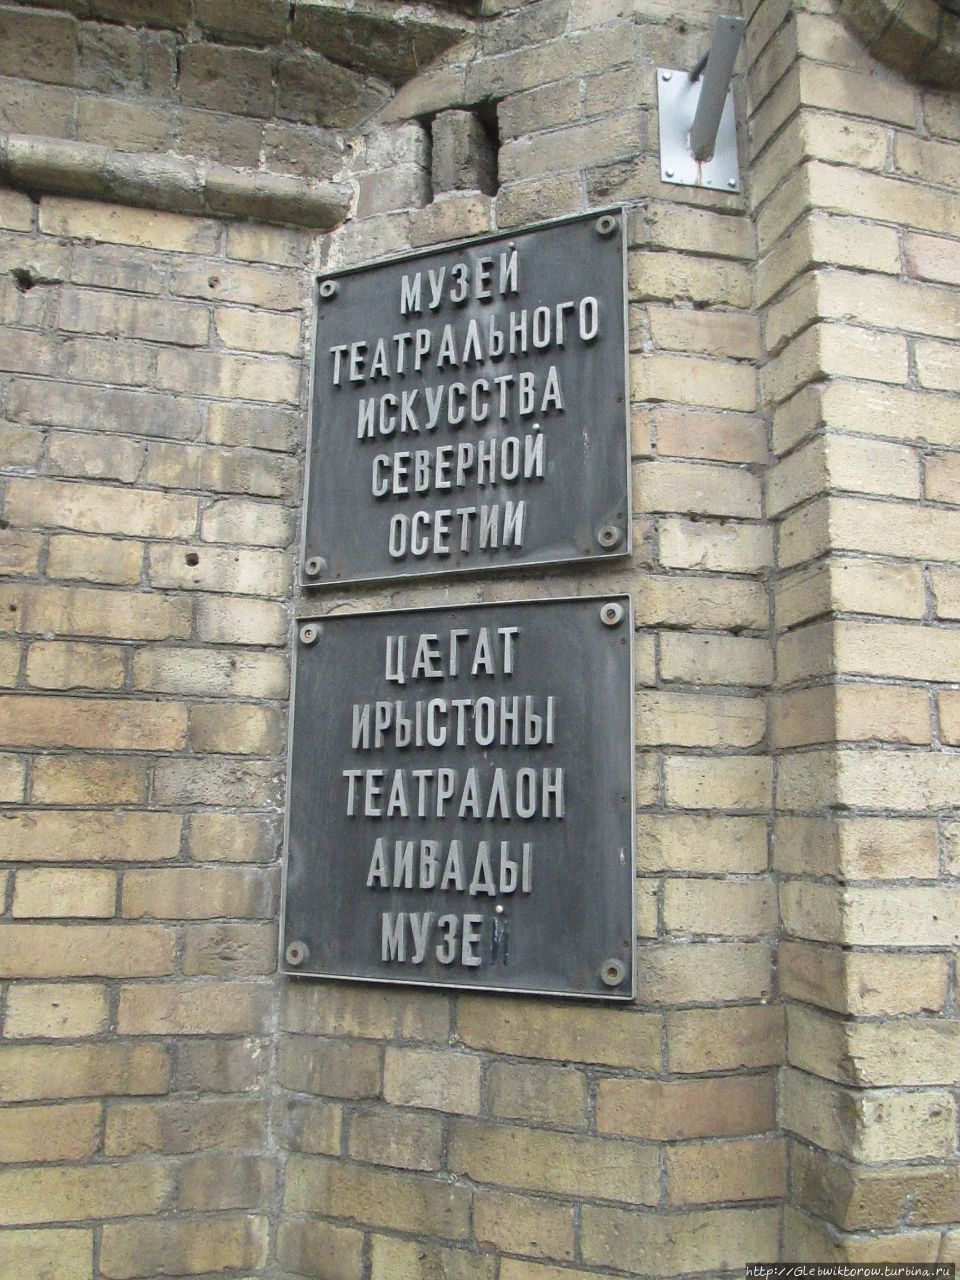 МУЗЕЙ
ТЕАТРАЛЬНОГО
ИСКУССТВА
СЕВЕРНОЙ
ОСЕТИИ
ЦÆГАТ
ИРЫСТОНЫ
ТЕАТРАЛОН
АИВАДЫ
МУЗЕЙ
http://Glebwiktorow.turbina.ru